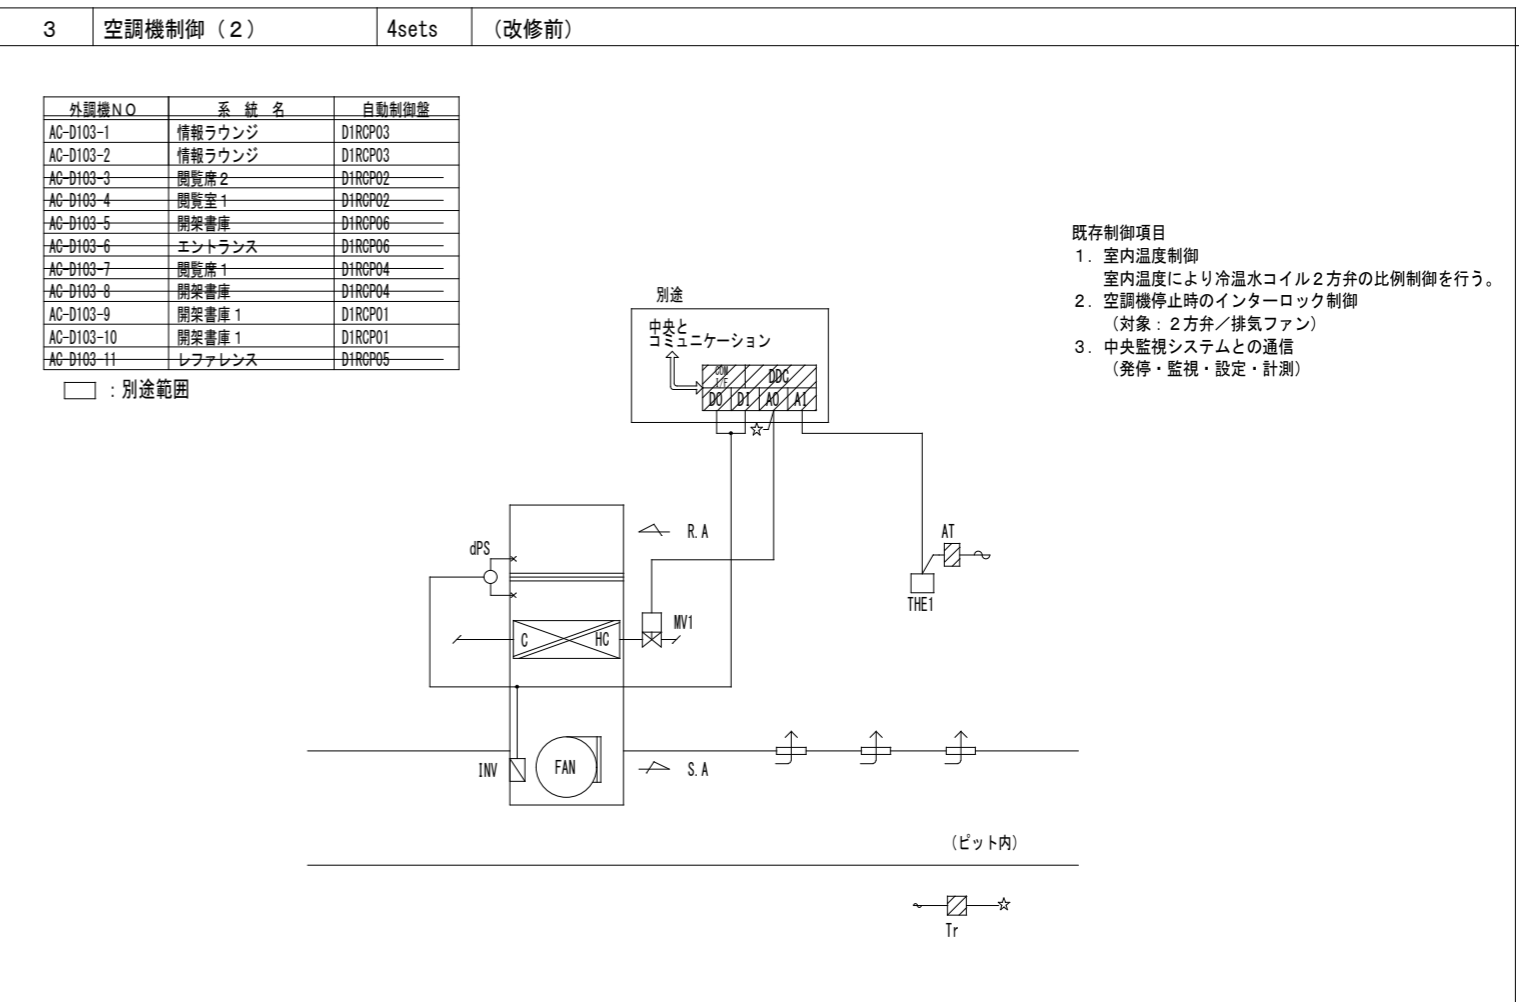 3 空調機制御（２） 4sets （改修前）
外調機ＮＯ 系 統 名 自動制御盤
AC-D103-1 情報ラウンジ D1RCP03
AC-D103-2 情報ラウンジ D1RCP03
AC-D103-3 閲覧席２ D1RCP02
AC-D103-4 閲覧室１ D1RCP02
AC-D103-5 開架書庫 D1RCP06
AC-D103-6 エントランス D1RCP06
AC-D103-7 閲覧席１ D1RCP04
AC-D103-8 開架書庫 D1RCP04
AC-D103-9 開架書庫１ D1RCP01
AC-D103-10 開架書庫１ D1RCP01
AC-D103-11 レファレンス D1RCP05
：別途範囲
既存制御項目
１．室内温度制御
室内温度により冷温水コイル２方弁の比例制御を行う。
２．空調機停止時のインターロック制御
（対象：２方弁／排気ファン）
３．中央監視システムとの通信
（発停・監視・設定・計測）
別途
中央と
コミュニケーション
COM
I/F
DDC
DO DI AO AI
☆
R.A
AT
dPS
THE1
MV1
C HC
INV
FAN
S.A
（ピット内）
☆
Tr